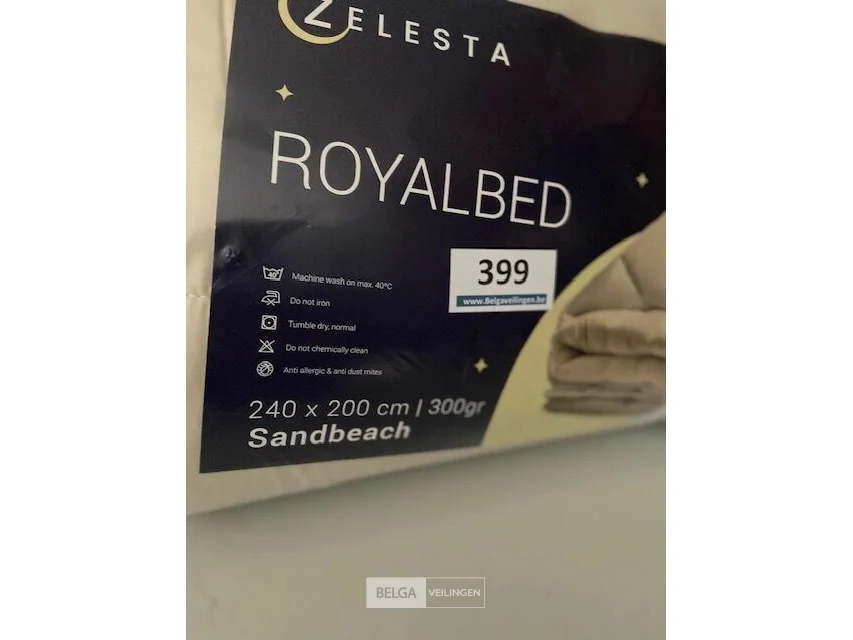 ZELESTA
ROYALBED
399
www.Belgaveilingen.be
40°
Machine wash on max. 40°C
Do not iron
Tumble dry, normal
Do not chemically clean
Anti allergic & anti dust mites
240 x 200 cm | 300gr
Sandbeach
BELGA VEILINGEN